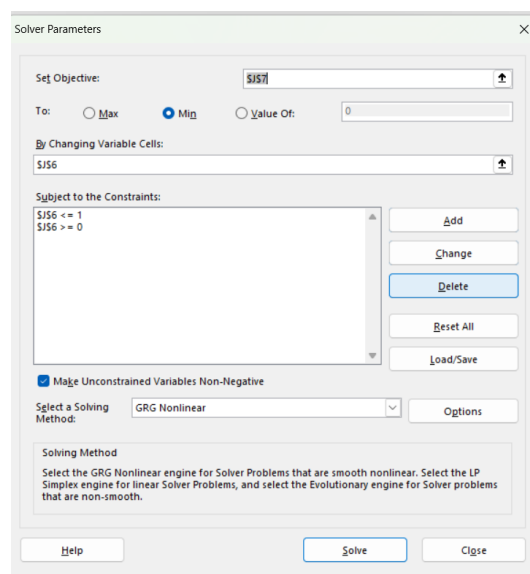 Solver Parameters
Set Objective:
$J$7
To:
Max
Min
Value Of:
0
By Changing Variable Cells:
$J$6
Subject to the Constraints:
$J$6 <= 1
$J$6 >= 0
Add
Change
Delete
Reset All
Load/Save
Make Unconstrained Variables Non-Negative
Select a Solving
Method:
GRG Nonlinear
Options
Solving Method
Select the GRG Nonlinear engine for Solver Problems that are smooth nonlinear. Select the LP
Simplex engine for linear Solver Problems, and select the Evolutionary engine for Solver problems
that are non-smooth.
Help
Solve
Close